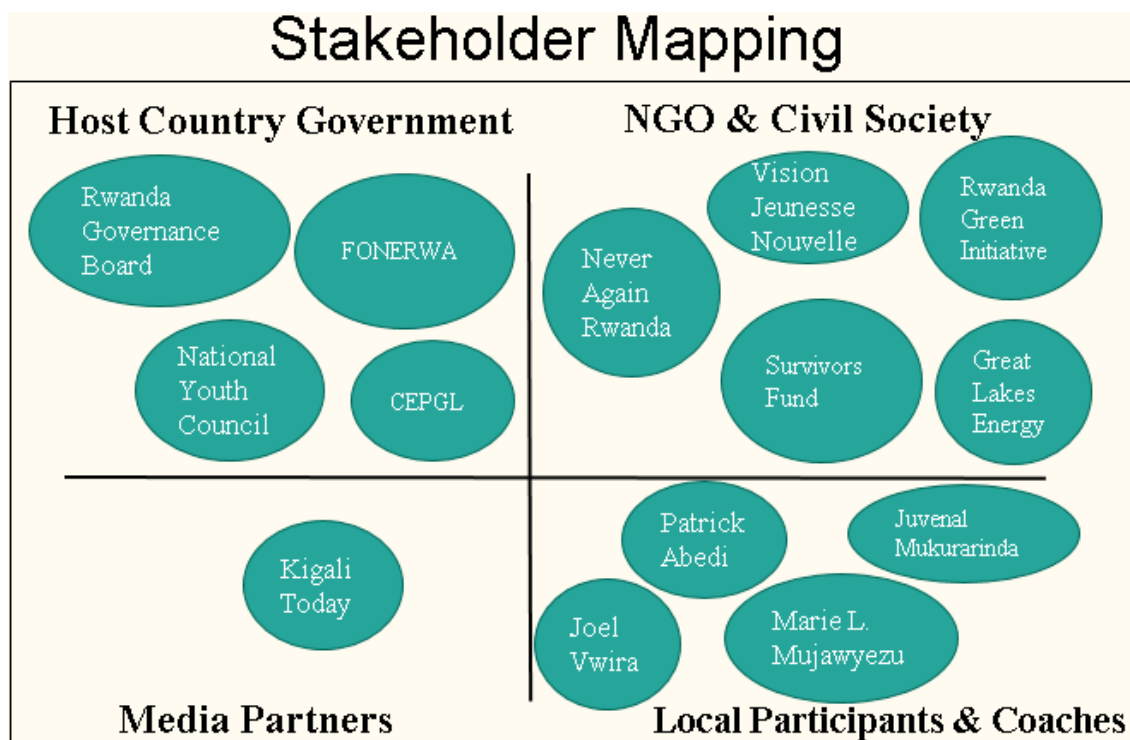 Stakeholder Mapping
Host Country Government
Rwanda
Governance
Board
FONERWA
National
Youth
Council
CEPGL
NGO & Civil Society
Vision
Jeunesse
Nouvelle
Rwanda
Green
Initiative
Never
Again
Rwanda
Survivors
Fund
Great
Lakes
Energy
Kigali
Today
Media Partners
Patrick
Abedi
Juvenal
Mukurarinda
Joel
Vwira
Marie L.
Mujawyezu
Local Participants & Coaches